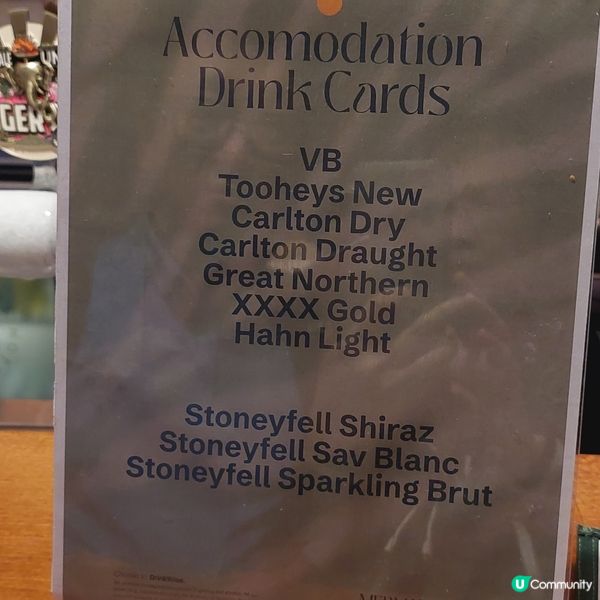 Accomodation
Drink Cards
VB
Tooheys New
Carlton Dry
Carlton Draught
Great Northern
XXXX Gold
Hahn Light
Stoneyfell Shiraz
Stoneyfell Sav Blanc
Stoneyfell Sparkling Brut
DrinkWise.
U Community